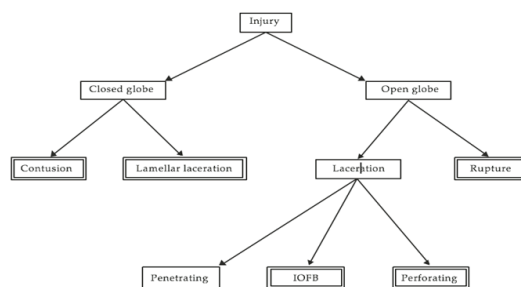 Injury
Closed globe
Open globe
Contusion
Lamellar laceration
Laceration
Rupture
Penetrating
IOFB
Perforating